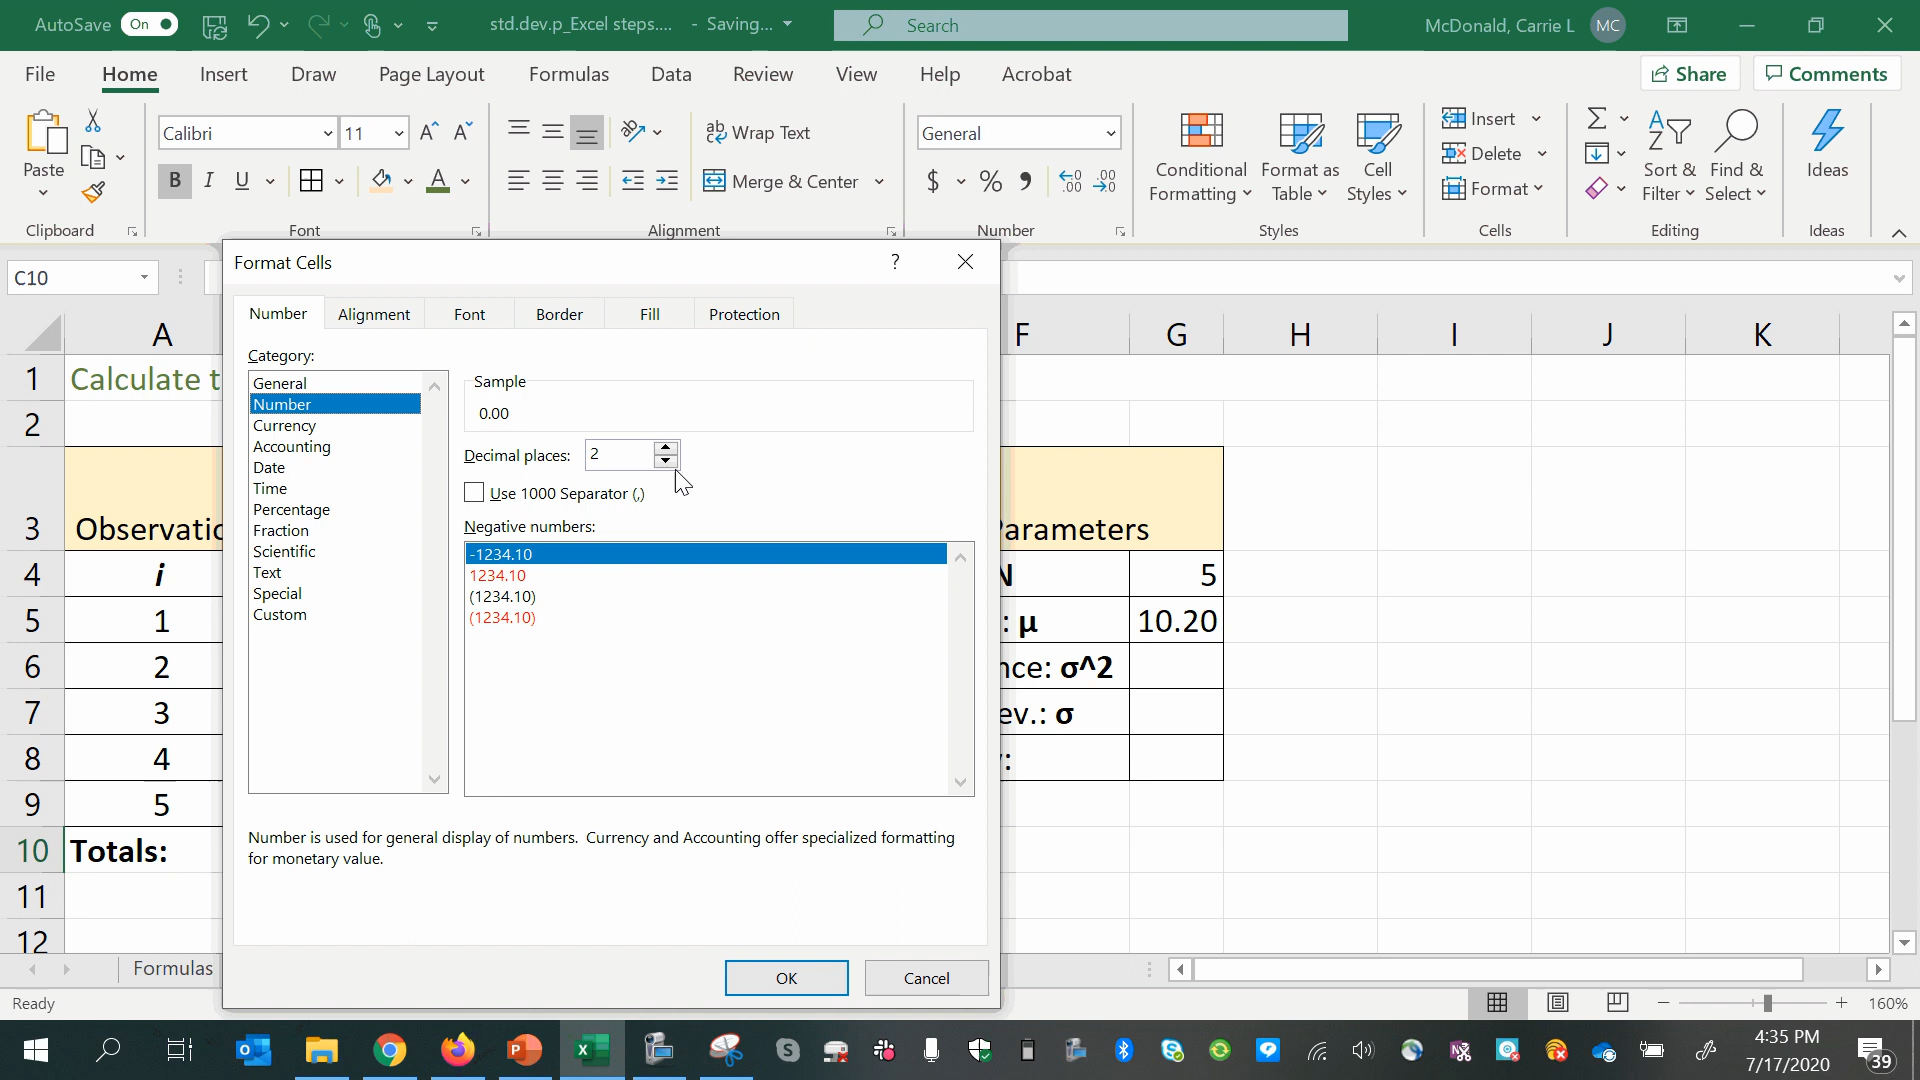 AutoSave On std.dev.p_Excel steps.... - Saving... Search McDonald, Carrie L MC
File Home Insert Draw Page Layout Formulas Data Review View Help Acrobat Share Comments
Paste
Calibri 11
B I U
ab Wrap Text
Merge & Center
General
$ % 9
Conditional Formatting
Format as Table
Cell Styles
Insert
Delete
Format
Sort & Filter
Find & Select
Ideas
Clipboard Font Alignment Number Styles Cells Editing Ideas
C10
Format Cells ?
Number Alignment Font Border Fill Protection
Category:
General
Number
Currency
Accounting
Date
Time
Percentage
Fraction
Scientific
Text
Special
Custom
Sample
0.00
Decimal places: 2
Use 1000 Separator (,)
Negative numbers:
-1234.10
1234.10
(1234.10)
(1234.10)
Number is used for general display of numbers. Currency and Accounting offer specialized formatting
for monetary value.
OK Cancel
A F G H I J K
1 Calculate t
2
3 Observatio Parameters
4 i N 5
5 1 : μ 10.20
6 2 nce: σ^2
7 3 ev.: σ
8 4
9 5
10 Totals:
11
12
Formulas
Ready 160%
4:35 PM
7/17/2020
39